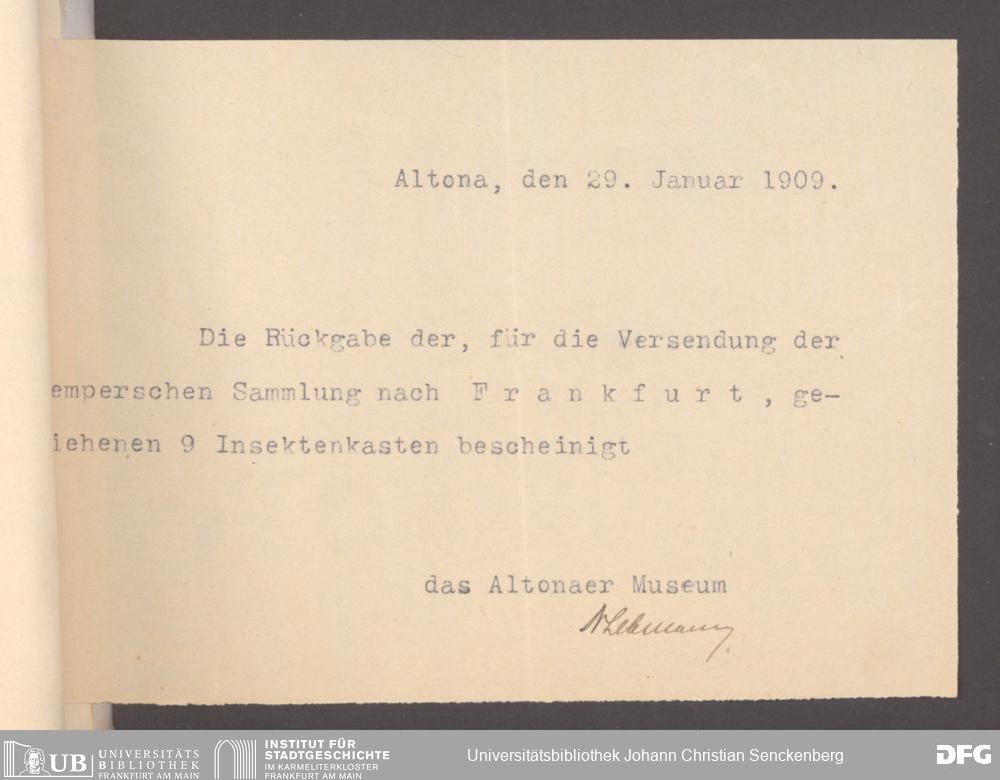 Altona, den 29. Januar 1909.
Die Rückgabe der, für die Versendung der
emperschen Sammlung nach Frankfurt, ge-
iehenen 9 Insektenkasten bescheinigt
das Altonaer Museum
Lehmann
UB UNIVERSITÄTS
BIBLIOTHEK
FRANKFURT AM MAIN
INSTITUT FÜR
STADTGESCHICHTE
IM KARMELITERKLOSTER
FRANKFURT AM MAIN
Universitätsbibliothek Johann Christian Senckenberg
DFG